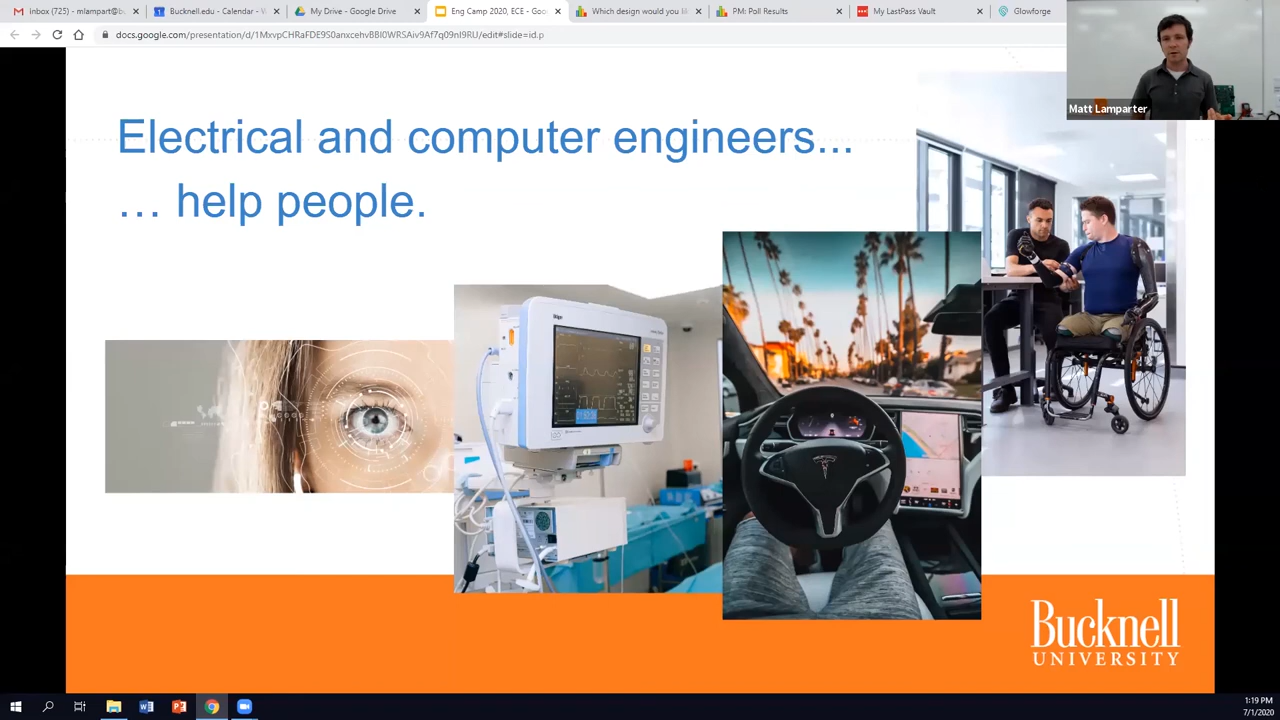 Inbox (725) - mlampart@b
Bucknell.edu - Calendar - W
My Drive - Google Drive
Eng Camp 2020, ECE - Goo
Which design would you l
PM: Poll Results
My LastPass Vault
Glowforge
docs.google.com/presentation/d/1MxvpCHRaFDE9S0anxcehvBBI0WRSAiv9Af7q09nI9RU/edit#slide=id.p
Matt Lamparter
Electrical and computer engineers...
... help people.
Bucknell
UNIVERSITY
1:19 PM
7/1/2020